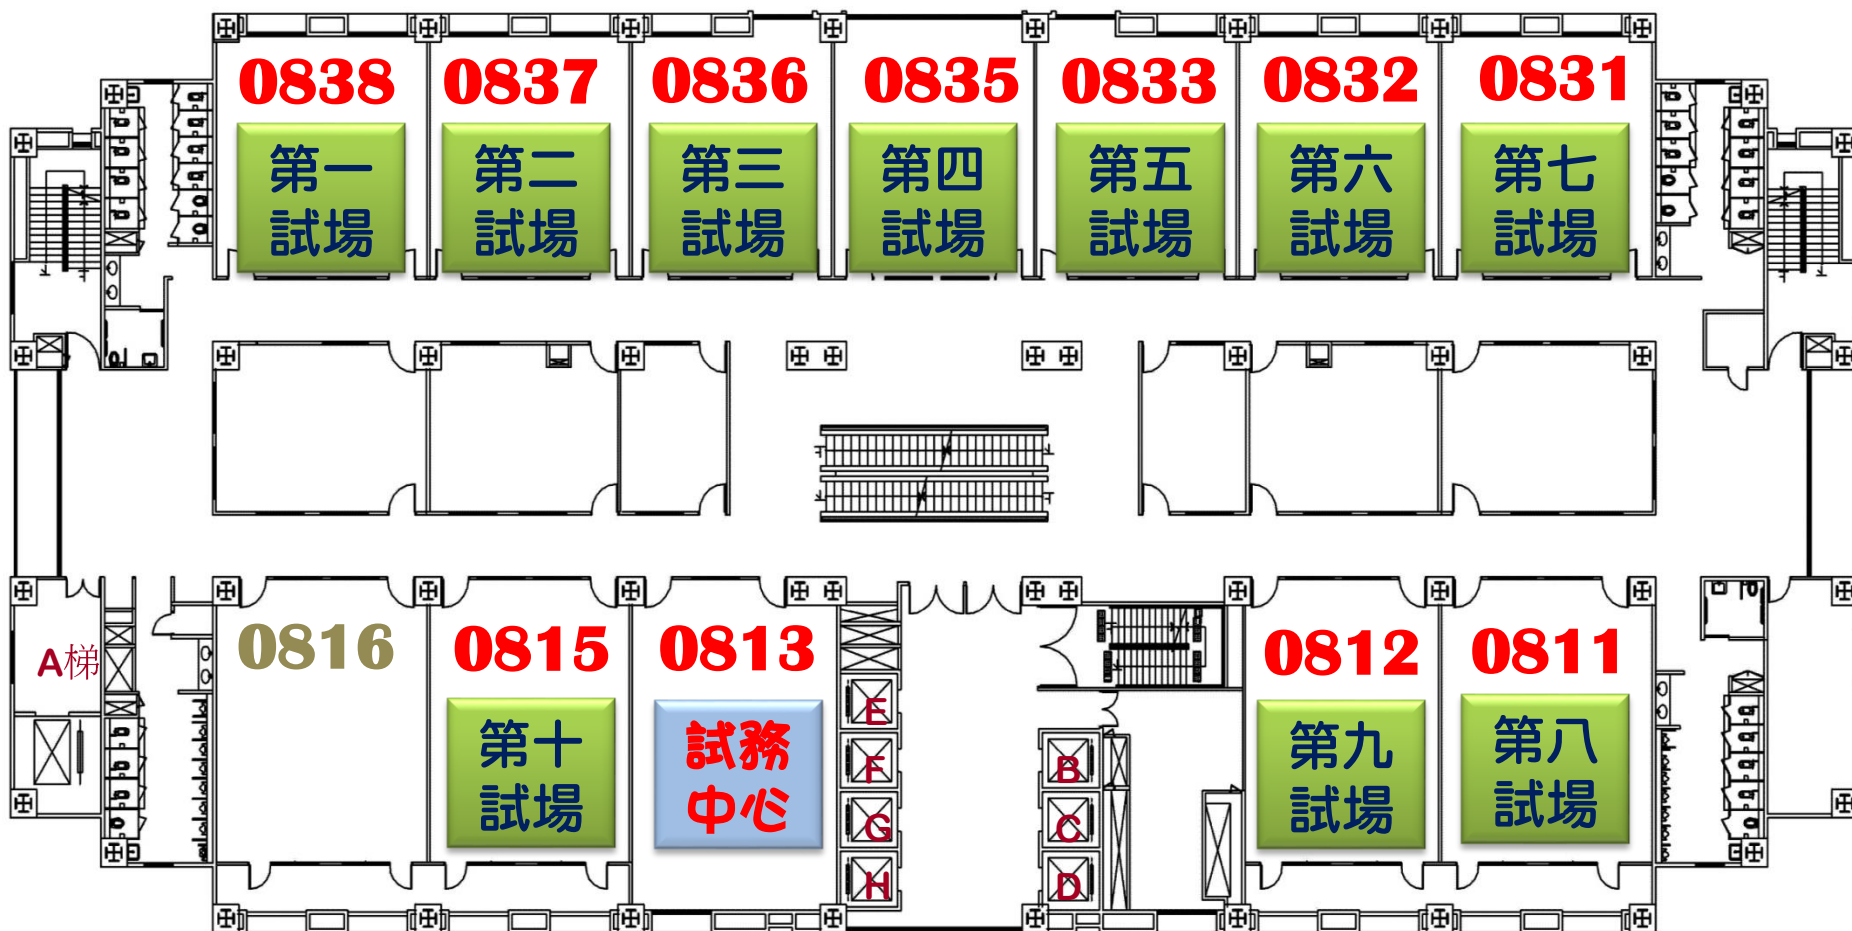 0838
0837
0836
0835
0833
0832
0831
第一
試場
第二
試場
第三
試場
第四
試場
第五
試場
第六
試場
第七
試場
0816
0815
0813
0812
0811
A梯
第十
試場
試務
中心
E
F
G
H
B
C
D
第九
試場
第八
試場